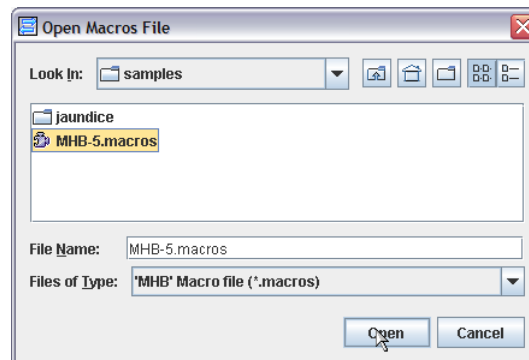 Open Macros File
Look In: samples
jaundice
MHB-5.macros
File Name: MHB-5.macros
Files of Type: 'MHB' Macro file (*.macros)
Open Cancel